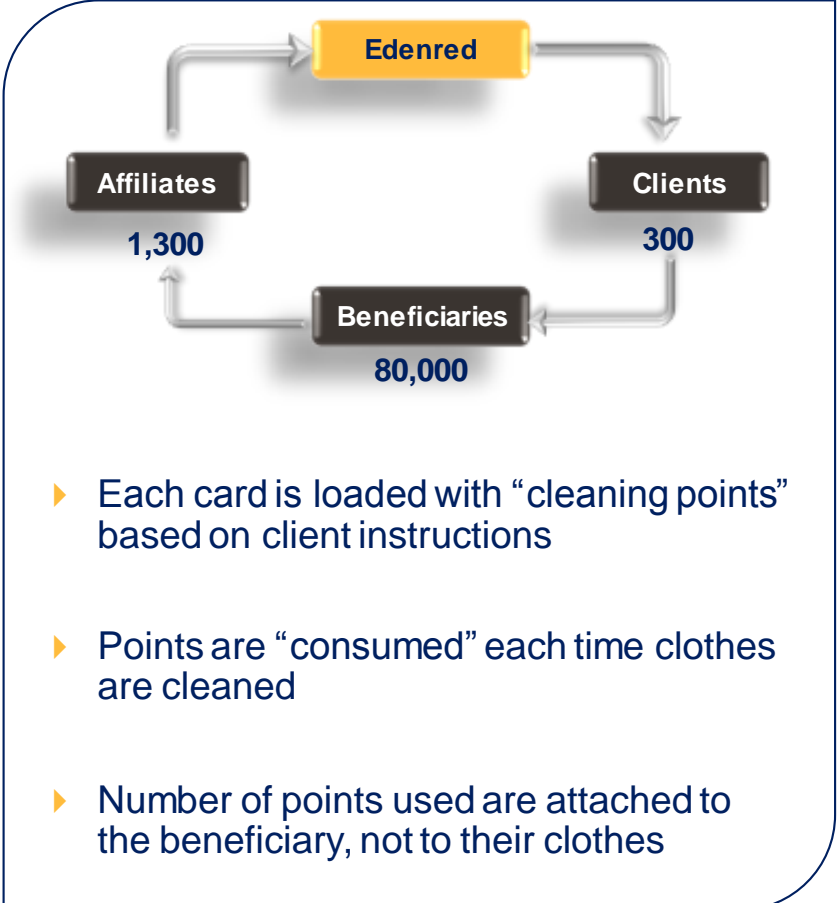 Edenred
Affiliates
Clients
1,300
300
Beneficiaries
80,000
Each card is loaded with “cleaning points”
based on client instructions
Points are “consumed” each time clothes
are cleaned
Number of points used are attached to
the beneficiary, not to their clothes